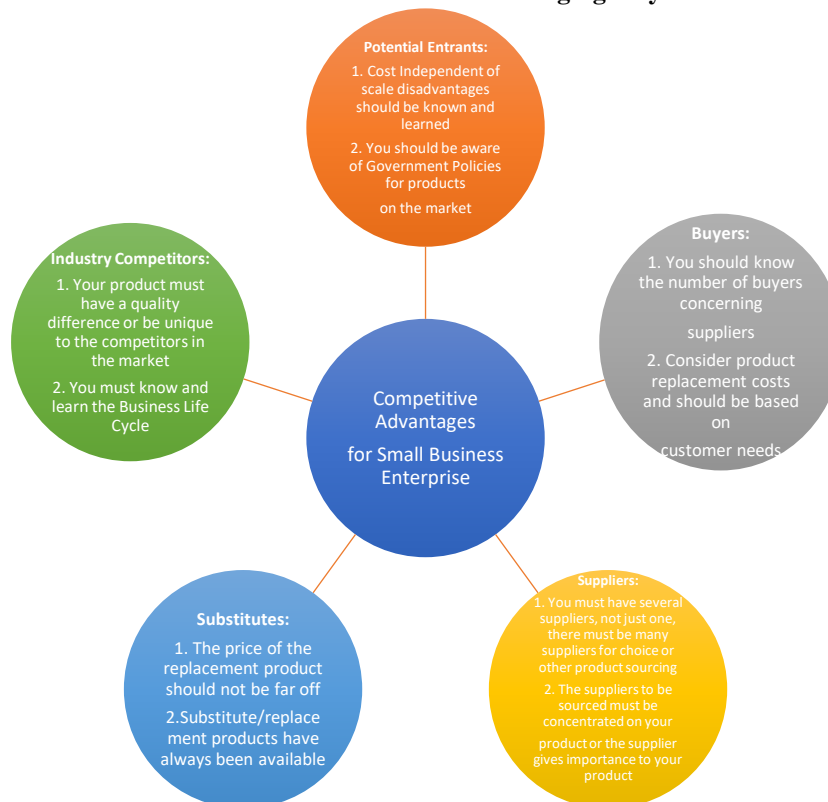 Potential Entrants:
1. Cost Independent of
scale disadvantages
should be known and
learned
2. You should be aware
of Government Policies
for products
on the market
Industry Competitors:
1. Your product must
have a quality
difference or be unique
to the competitors in
the market
2. You must know and
learn the Business Life
Cycle
Buyers:
1. You should know
the number of buyers
concerning
suppliers
2. Consider product
replacement costs
and should be based
on
customer needs
Competitive
Advantages
for Small Business
Enterprise
Substitutes:
1. The price of the
replacement product
should not be far off
2.Substitute/replace
ment products have
always been available
Suppliers:
1. You must have several
suppliers, not just one,
there must be many
suppliers for choice or
other product sourcing
2. The suppliers to be
sourced must be
concentrated on your
product or the supplier
gives importance to your
product